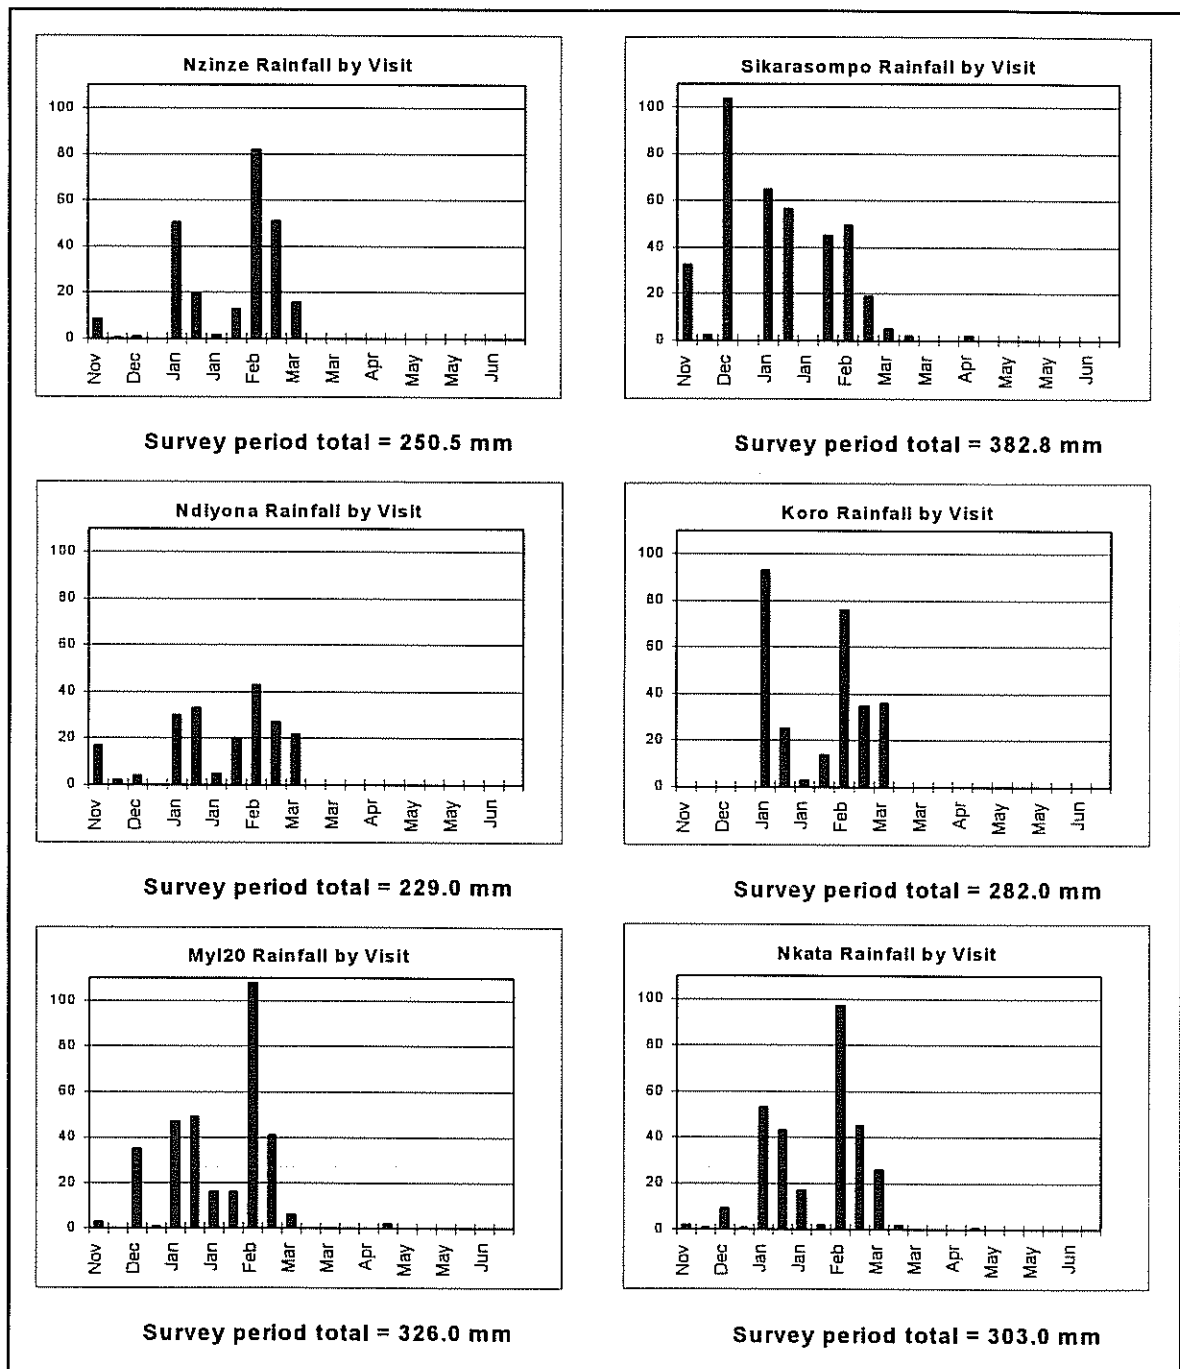 Nzinze Rainfall by Visit
100
80
60
40
20
0
Nov Dec Jan Jan Feb Mar Mar Apr May May Jun
Survey period total = 250.5 mm
Sikarasompo Rainfall by Visit
100
80
60
40
20
0
Nov Dec Jan Jan Feb Mar Mar Apr May May Jun
Survey period total = 382.8 mm
Ndiyona Rainfall by Visit
100
80
60
40
20
0
Nov Dec Jan Jan Feb Mar Mar Apr May May Jun
Survey period total = 229.0 mm
Koro Rainfall by Visit
100
80
60
40
20
0
Nov Dec Jan Jan Feb Mar Mar Apr May May Jun
Survey period total = 282.0 mm
Myl20 Rainfall by Visit
100
80
60
40
20
0
Nov Dec Jan Jan Feb Mar Mar Apr May May Jun
Survey period total = 326.0 mm
Nkata Rainfall by Visit
100
80
60
40
20
0
Nov Dec Jan Jan Feb Mar Mar Apr May May Jun
Survey period total = 303.0 mm